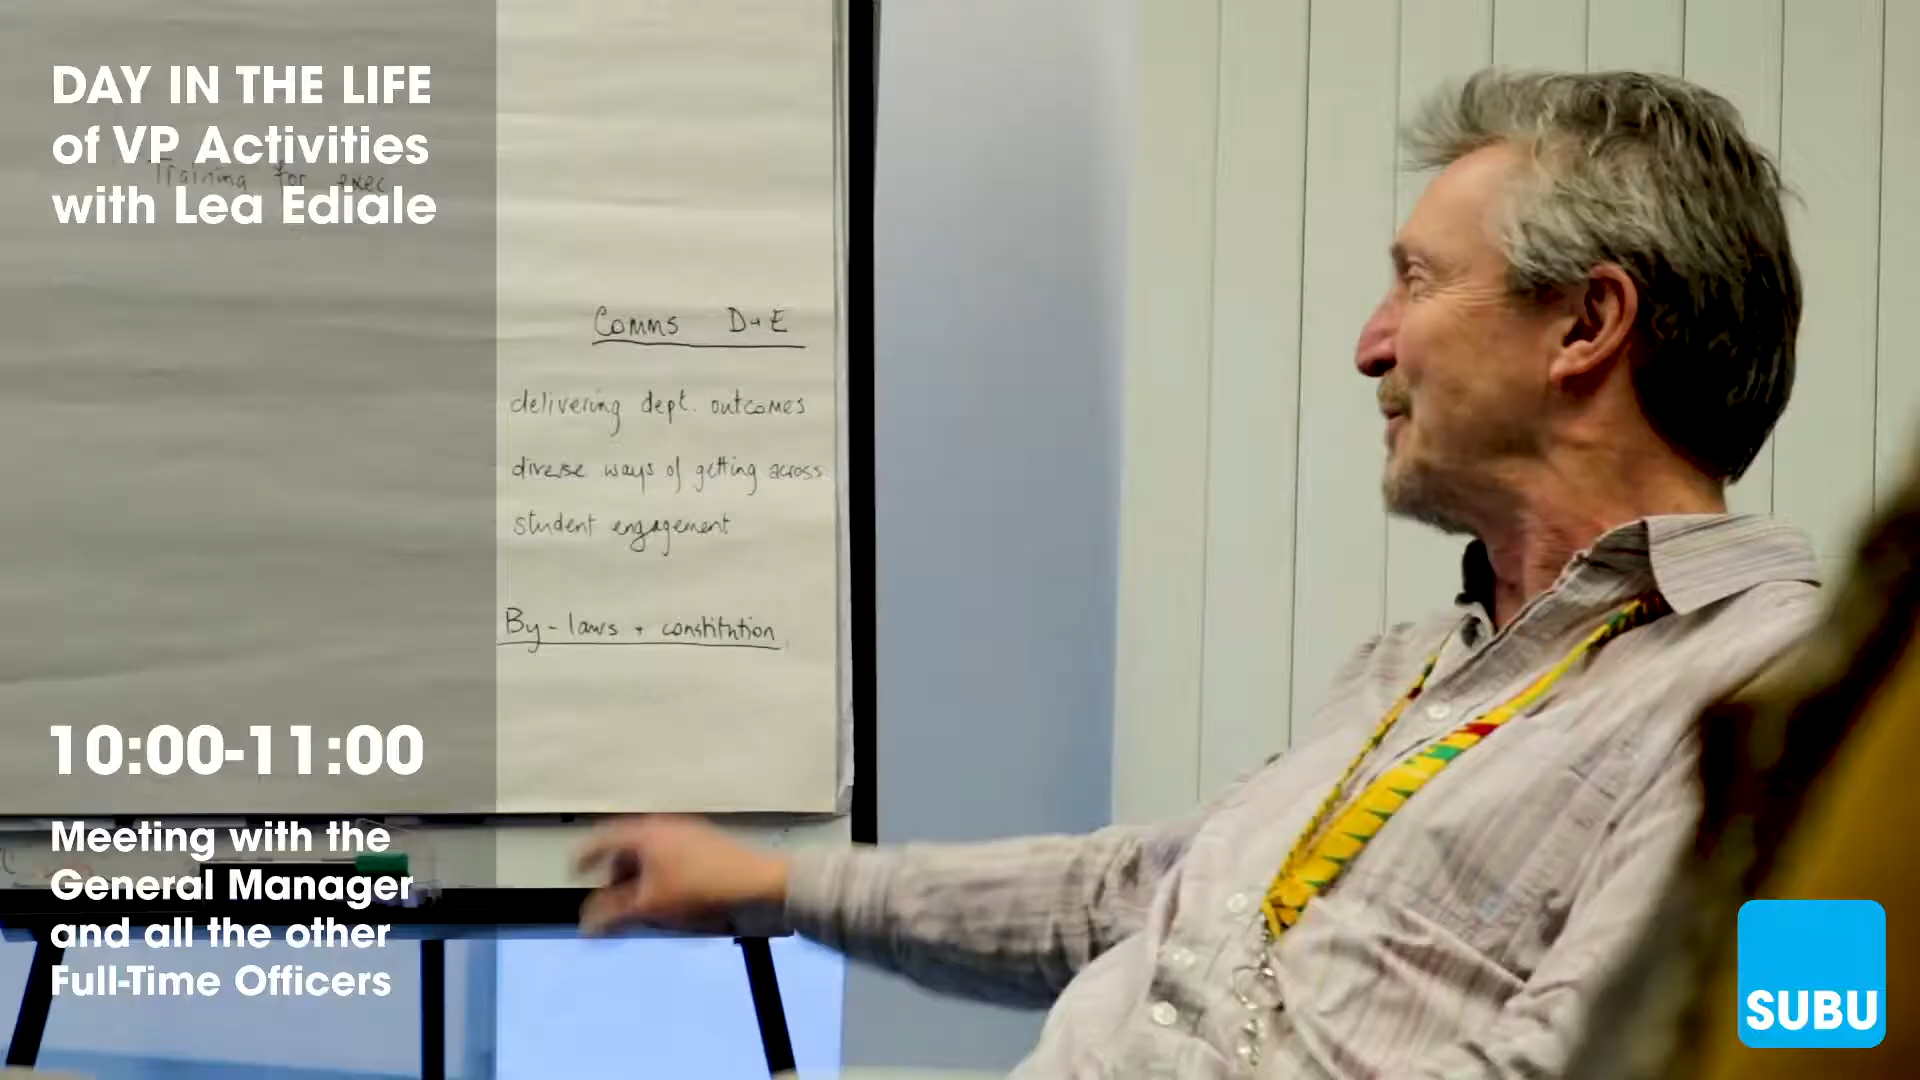 DAY IN THE LIFE
of VP Activities
with Lea Ediale
Training for exec
Comms D+E
delivering dept. outcomes
diverse ways of getting across
student engagement
By-laws + constitution
10:00-11:00
Meeting with the
General Manager
and all the other
Full-Time Officers
SUBU